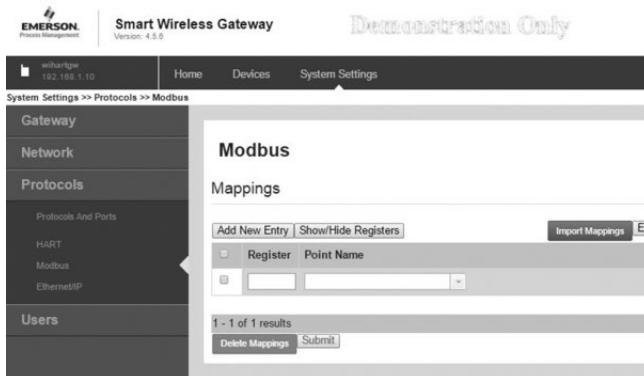 EMERSON.
Process Management
Smart Wireless Gateway
Version: 4.5.6
Demonstration Only
wihartgw
192.168.1.10
Home
Devices
System Settings
System Settings >> Protocols >> Modbus
Gateway
Network
Protocols
Protocols And Ports
HART
Modbus
Ethernet/IP
Users
Modbus
Mappings
Add New Entry
Show/Hide Registers
Import Mappings
E
Register
Point Name
1 - 1 of 1 results
Delete Mappings
Submit